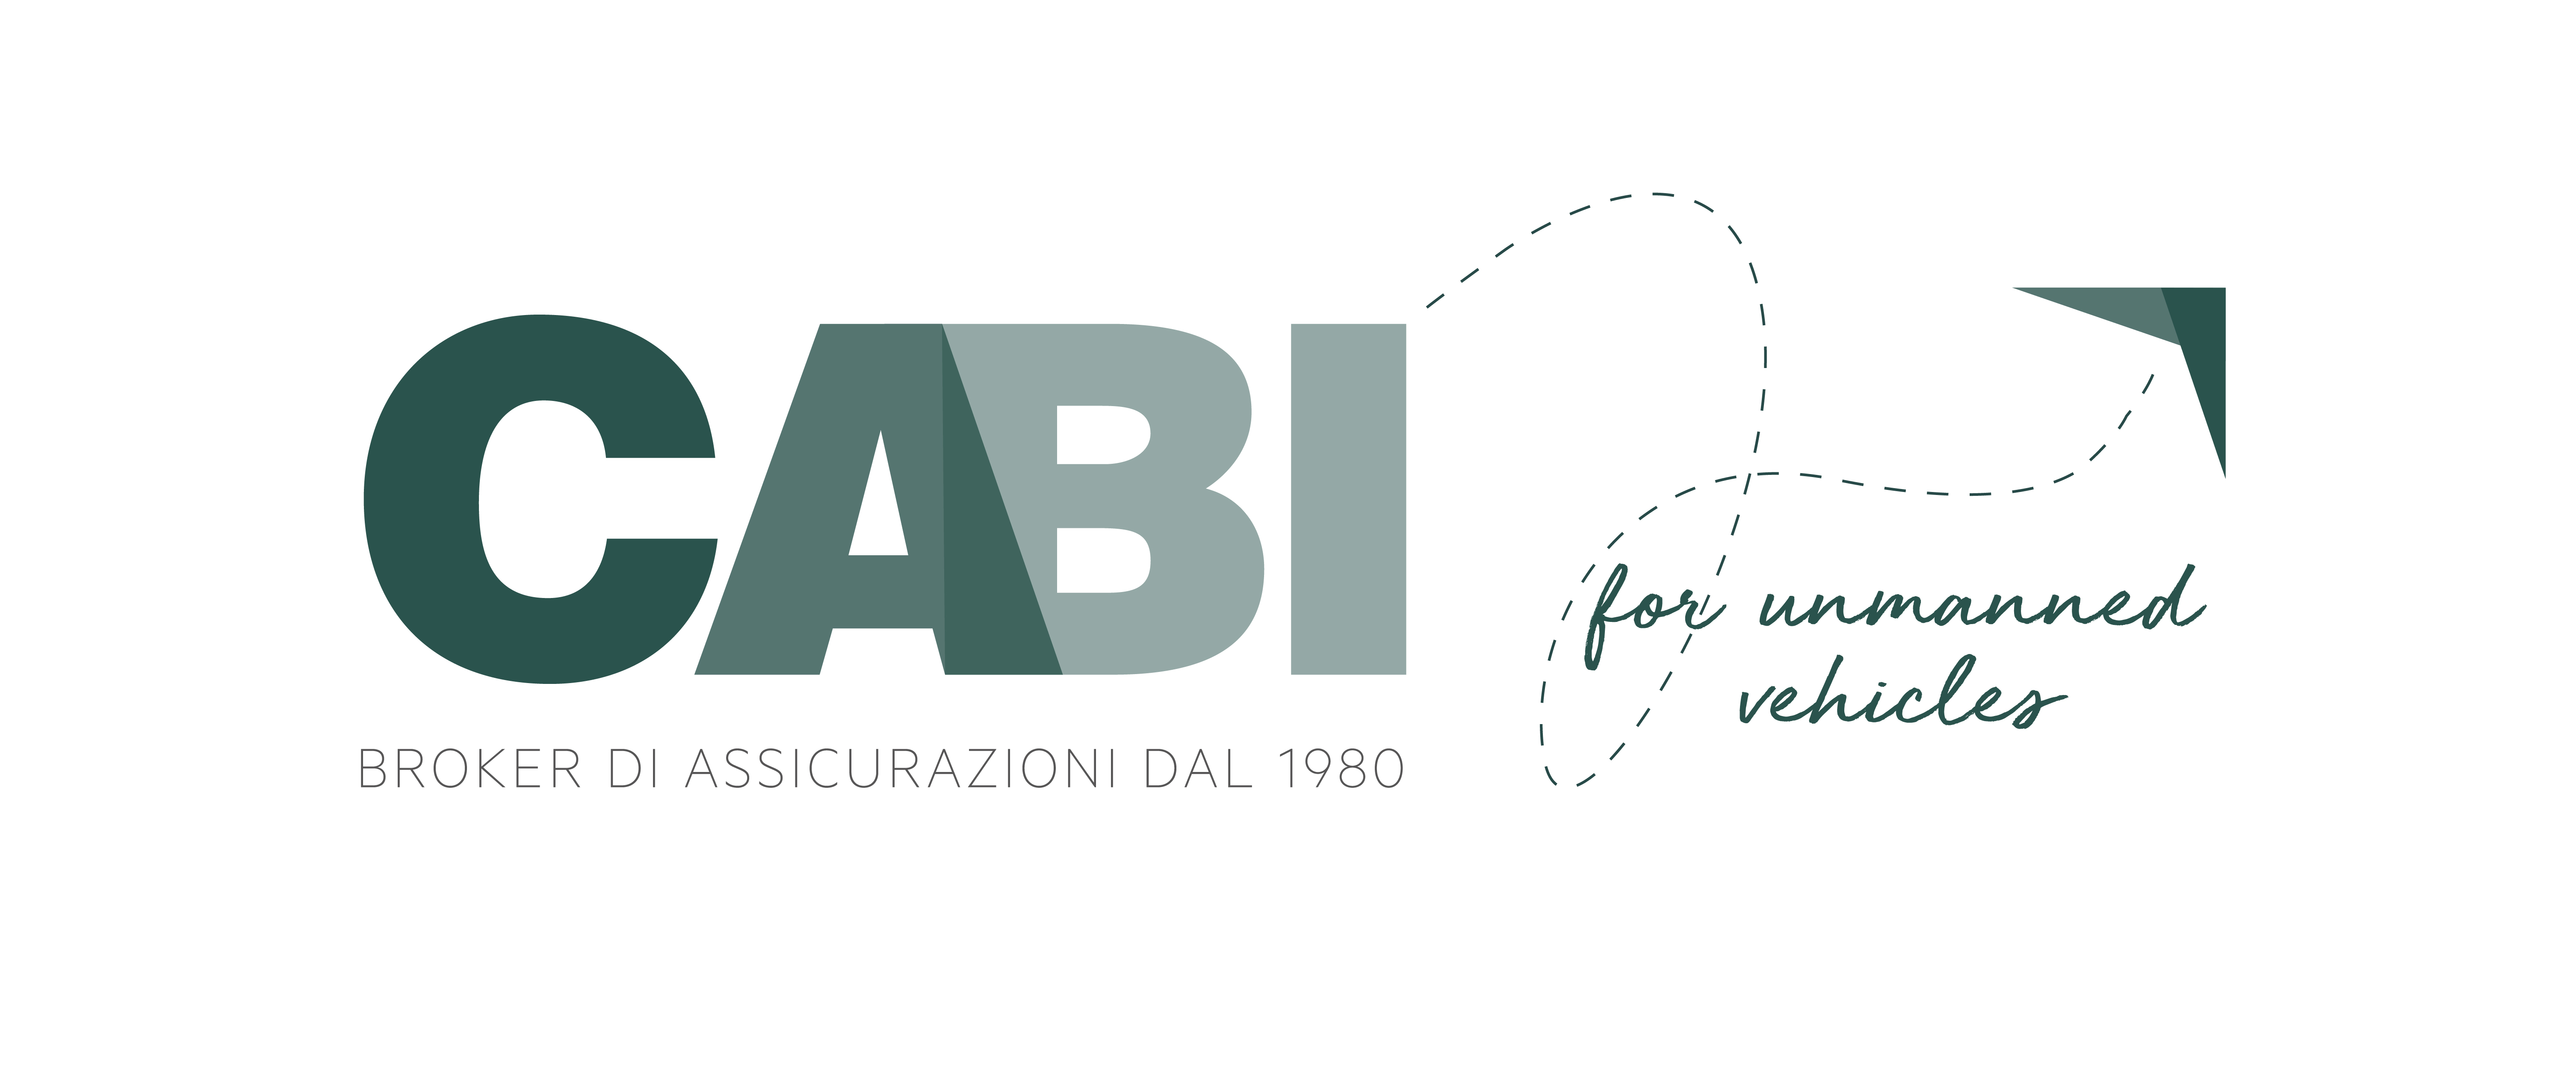 CABI
BROKER DI ASSICURAZIONI DAL 1980
for unmanned
vehicles